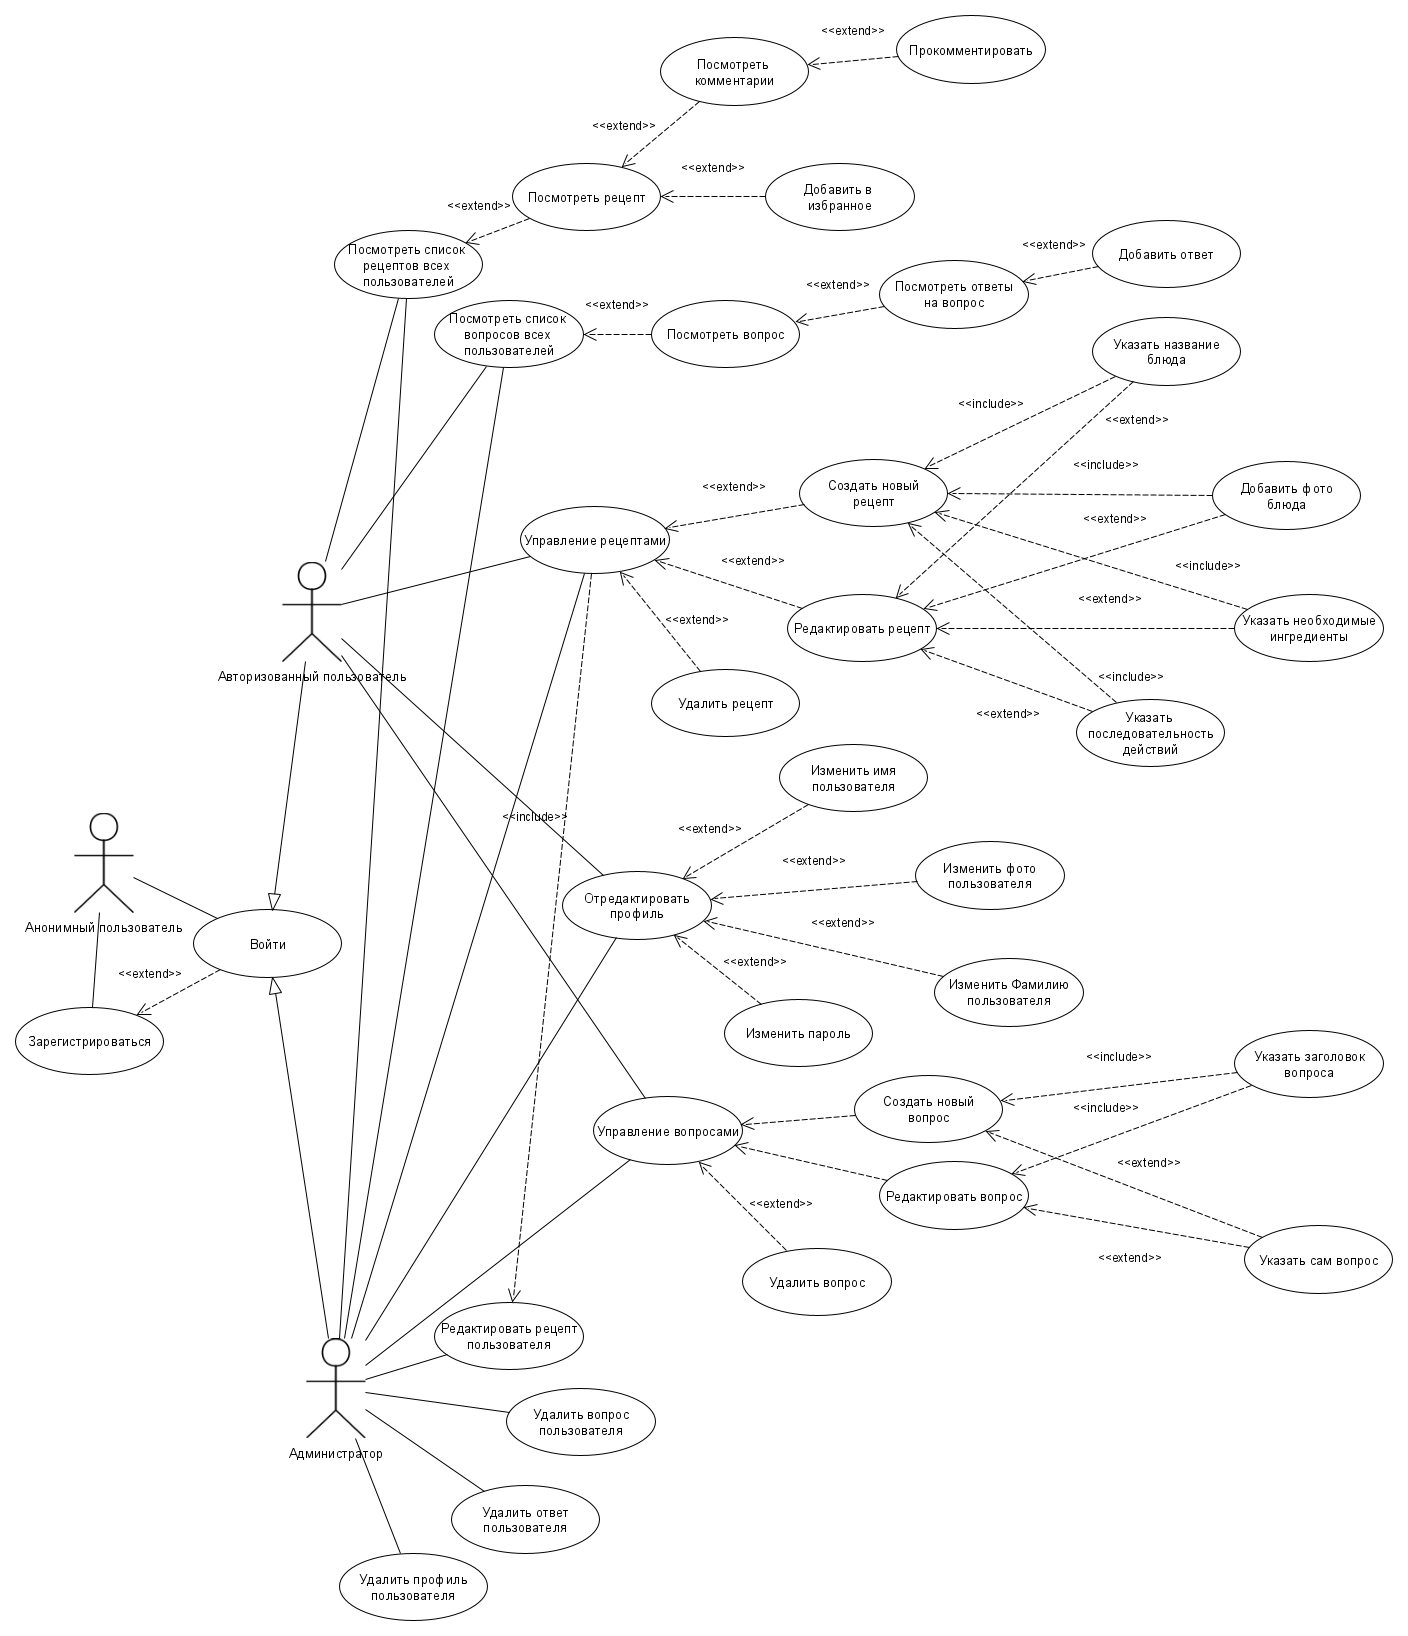 <<extend>>
Прокомментировать
Посмотреть
комментарии
<<extend>>
<<extend>>
Посмотреть рецепт
Добавить в
избранное
<<extend>>
Посмотреть список
рецептов всех
пользователей
<<extend>>
Добавить ответ
Посмотреть ответы
на вопрос
<<extend>>
<<extend>>
Посмотреть список
вопросов всех
пользователей
Посмотреть вопрос
Указать название
блюда
<<include>>
<<extend>>
<<include>>
Создать новый
рецепт
<<extend>>
Добавить фото
блюда
<<extend>>
Управление рецептами
<<extend>>
<<include>>
<<extend>>
Редактировать рецепт
Указать необходимые
ингредиенты
<<extend>>
<<include>>
Авторизованный пользователь
Удалить рецепт
<<extend>>
Указать
последовательность
действий
Изменить имя
пользователя
<<include>>
<<extend>>
<<extend>>
Изменить фото
пользователя
Отредактировать
профиль
<<extend>>
Анонимный пользователь
Войти
<<extend>>
<<extend>>
Изменить Фамилию
пользователя
Зарегистрироваться
Изменить пароль
<<include>>
Указать заголовок
вопроса
Создать новый
вопрос
<<include>>
Управление вопросами
<<extend>>
Редактировать вопрос
<<extend>>
<<extend>>
Указать сам вопрос
Удалить вопрос
Редактировать рецепт
пользователя
Удалить вопрос
пользователя
Администратор
Удалить ответ
пользователя
Удалить профиль
пользователя